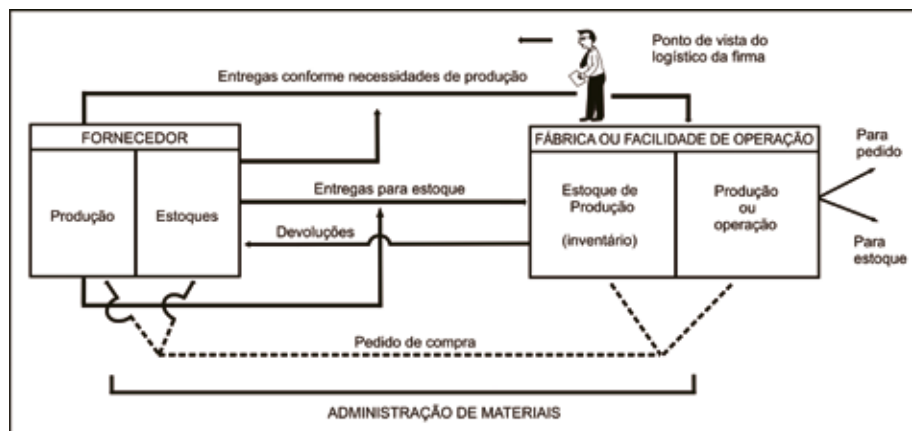 Ponto de vista do
logístico da firma
Entregas conforme necessidades de produção
FORNECEDOR
FÁBRICA OU FACILIDADE DE OPERAÇÃO
Produção
Estoques
Entregas para estoque
Devoluções
Estoque de
Produção
(inventário)
Produção
ou
operação
Para
pedido
Para
estoque
Pedido de compra
ADMINISTRAÇÃO DE MATERIAIS